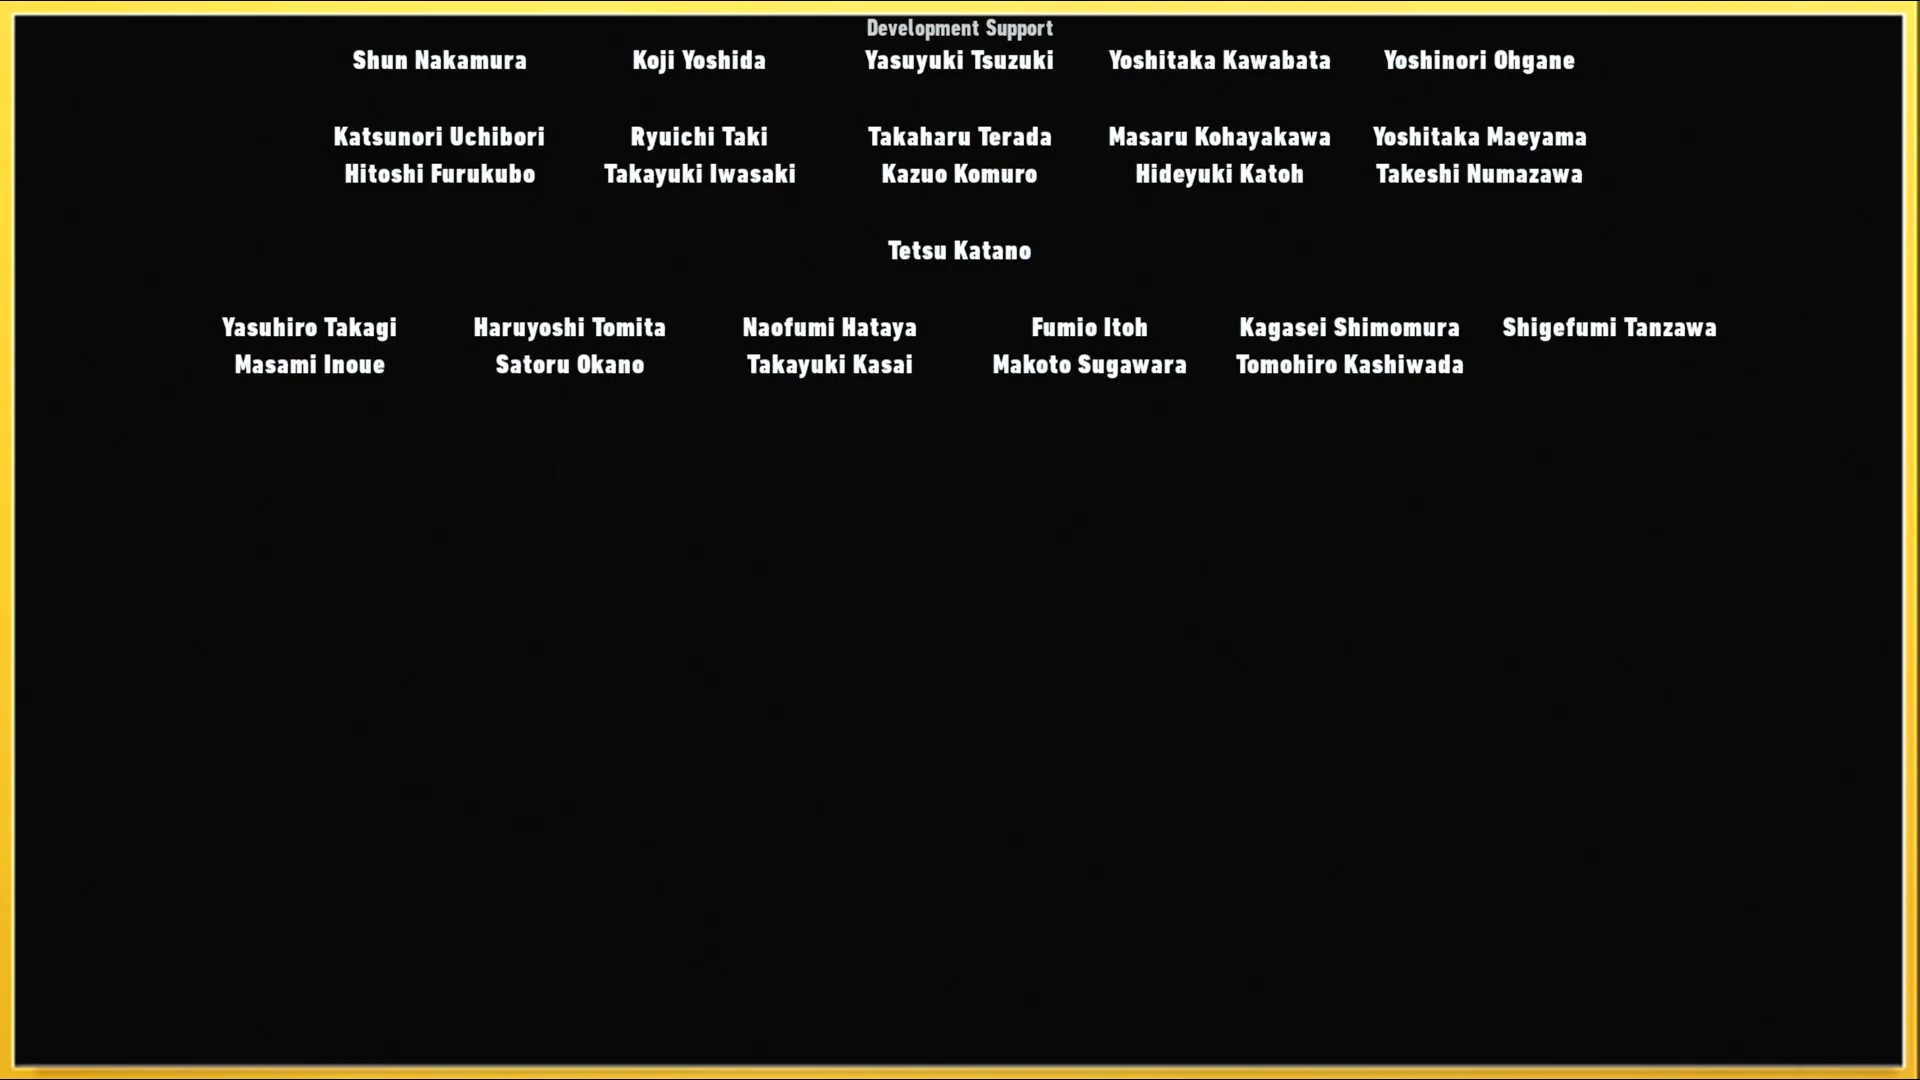 Development Support
Shun Nakamura Koji Yoshida Yasuyuki Tsuzuki Yoshitaka Kawabata Yoshinori Ohgane
Katsunori Uchibori Ryuichi Taki Takaharu Terada Masaru Kohayakawa Yoshitaka Maeyama
Hitoshi Furukubo Takayuki Iwasaki Kazuo Komuro Hideyuki Katoh Takeshi Numazawa
Tetsu Katano
Yasuhiro Takagi Haruyoshi Tomita Naofumi Hataya Fumio Itoh Kagasei Shimomura Shigefumi Tanzawa
Masami Inoue Satoru Okano Takayuki Kasai Makoto Sugawara Tomohiro Kashiwada